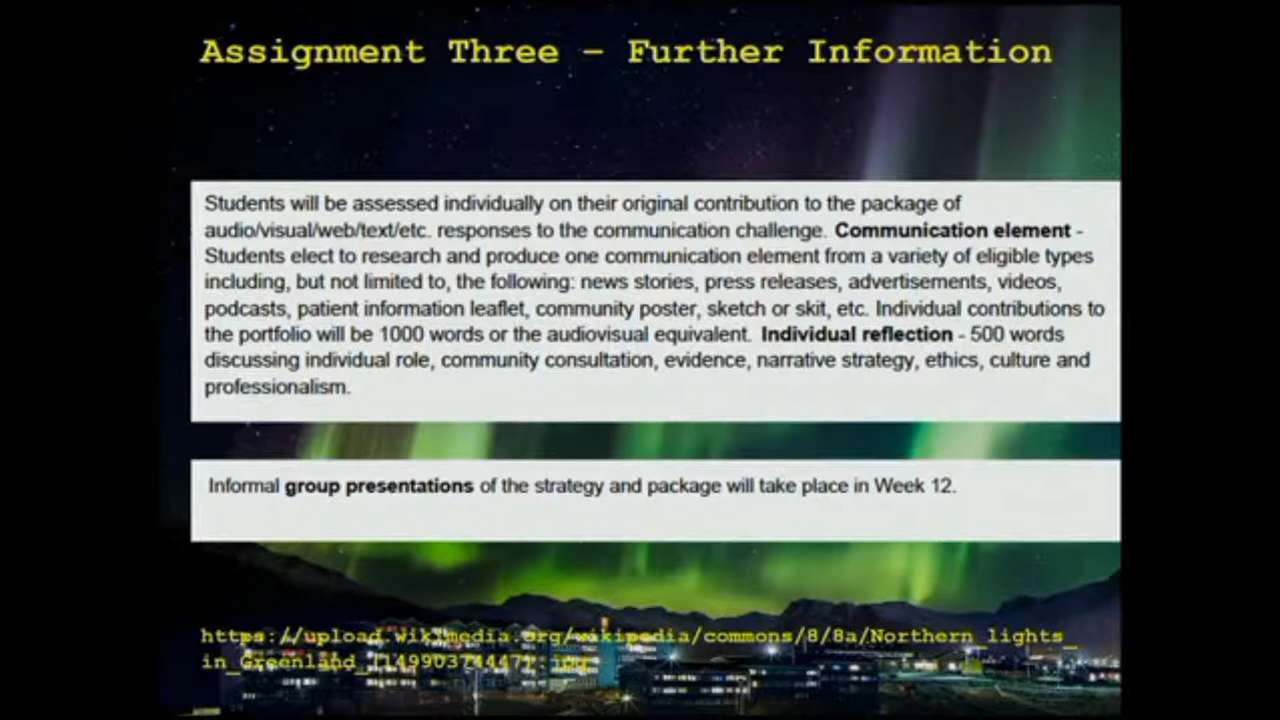 Assignment Three – Further Information
Students will be assessed individually on their original contribution to the package of
audio/visual/web/text/etc. responses to the communication challenge. Communication element -
Students elect to research and produce one communication element from a variety of eligible types
including, but not limited to, the following: news stories, press releases, advertisements, videos,
podcasts, patient information leaflet, community poster, sketch or skit, etc. Individual contributions to
the portfolio will be 1000 words or the audiovisual equivalent. Individual reflection - 500 words
discussing individual role, community consultation, evidence, narrative strategy, ethics, culture and
professionalism.
Informal group presentations of the strategy and package will take place in Week 12.
https://upload.wikimedia.org/wikipedia/commons/8/8a/Northern_lights_
in_Greenland_(14990374447).jpg